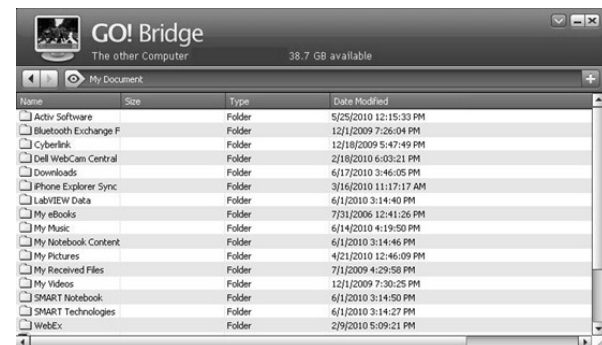 GO! Bridge
The other Computer 38.7 GB available
My Document
Name Size Type Date Modified
Activ Software Folder 5/25/2010 12:15:33 PM
Bluetooth Exchange F Folder 12/1/2009 7:26:04 PM
Cyberlink Folder 12/18/2009 5:47:49 PM
Dell WebCam Central Folder 2/18/2010 6:03:21 PM
Downloads Folder 6/17/2010 3:46:05 PM
iPhone Explorer Sync Folder 3/16/2010 11:17:17 AM
LabVIEW Data Folder 6/1/2010 3:14:40 PM
My eBooks Folder 7/31/2006 12:41:26 PM
My Music Folder 6/14/2010 4:19:50 PM
My Notebook Content Folder 6/1/2010 3:14:46 PM
My Pictures Folder 4/21/2010 12:46:09 PM
My Received Files Folder 7/1/2009 4:29:58 PM
My Videos Folder 12/1/2009 7:30:25 PM
SMART Notebook Folder 6/1/2010 3:14:50 PM
SMART Technologies Folder 6/1/2010 3:14:27 PM
WebEx Folder 2/9/2010 5:09:21 PM